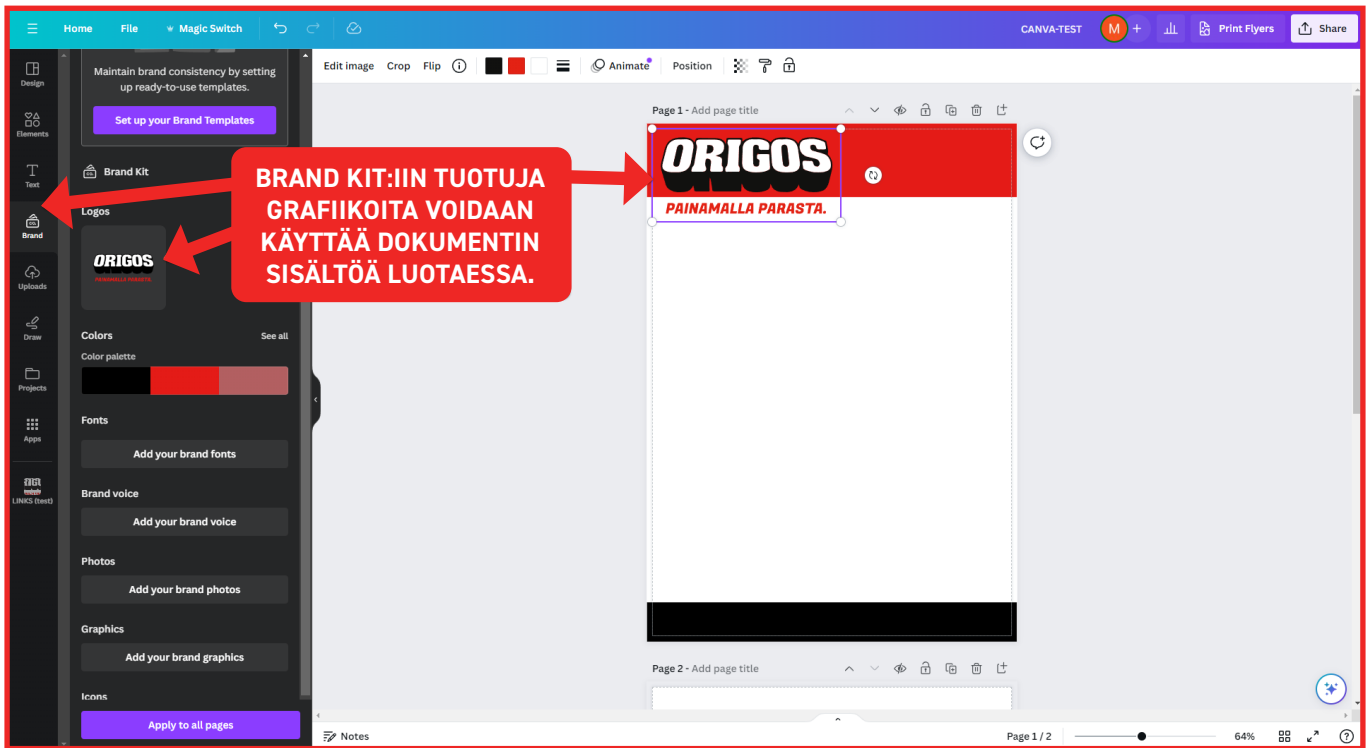 Home File Magic Switch
CANVA-TEST M + Print Flyers Share
Design
Elements
Text
Brand
Uploads
Draw
Projects
Apps
LINKS (test)
Maintain brand consistency by setting
up ready-to-use templates.
Set up your Brand Templates
Brand Kit
Logos
ORIGOS
PAINAMALLA PARASTA.
Colors See all
Color palette
Fonts
Add your brand fonts
Brand voice
Add your brand voice
Photos
Add your brand photos
Graphics
Add your brand graphics
Icons
Apply to all pages
BRAND KIT:IIN TUOTUJA
GRAFIIKOITA VOIDAAN
KÄYTTÄÄ DOKUMENTIN
SISÄLTÖÄ LUOTAESSA.
Edit image Crop Flip Animate Position
Page 1 - Add page title
ORIGOS
PAINAMALLA PARASTA.
Page 2 - Add page title
Notes
Page 1 / 2 64%